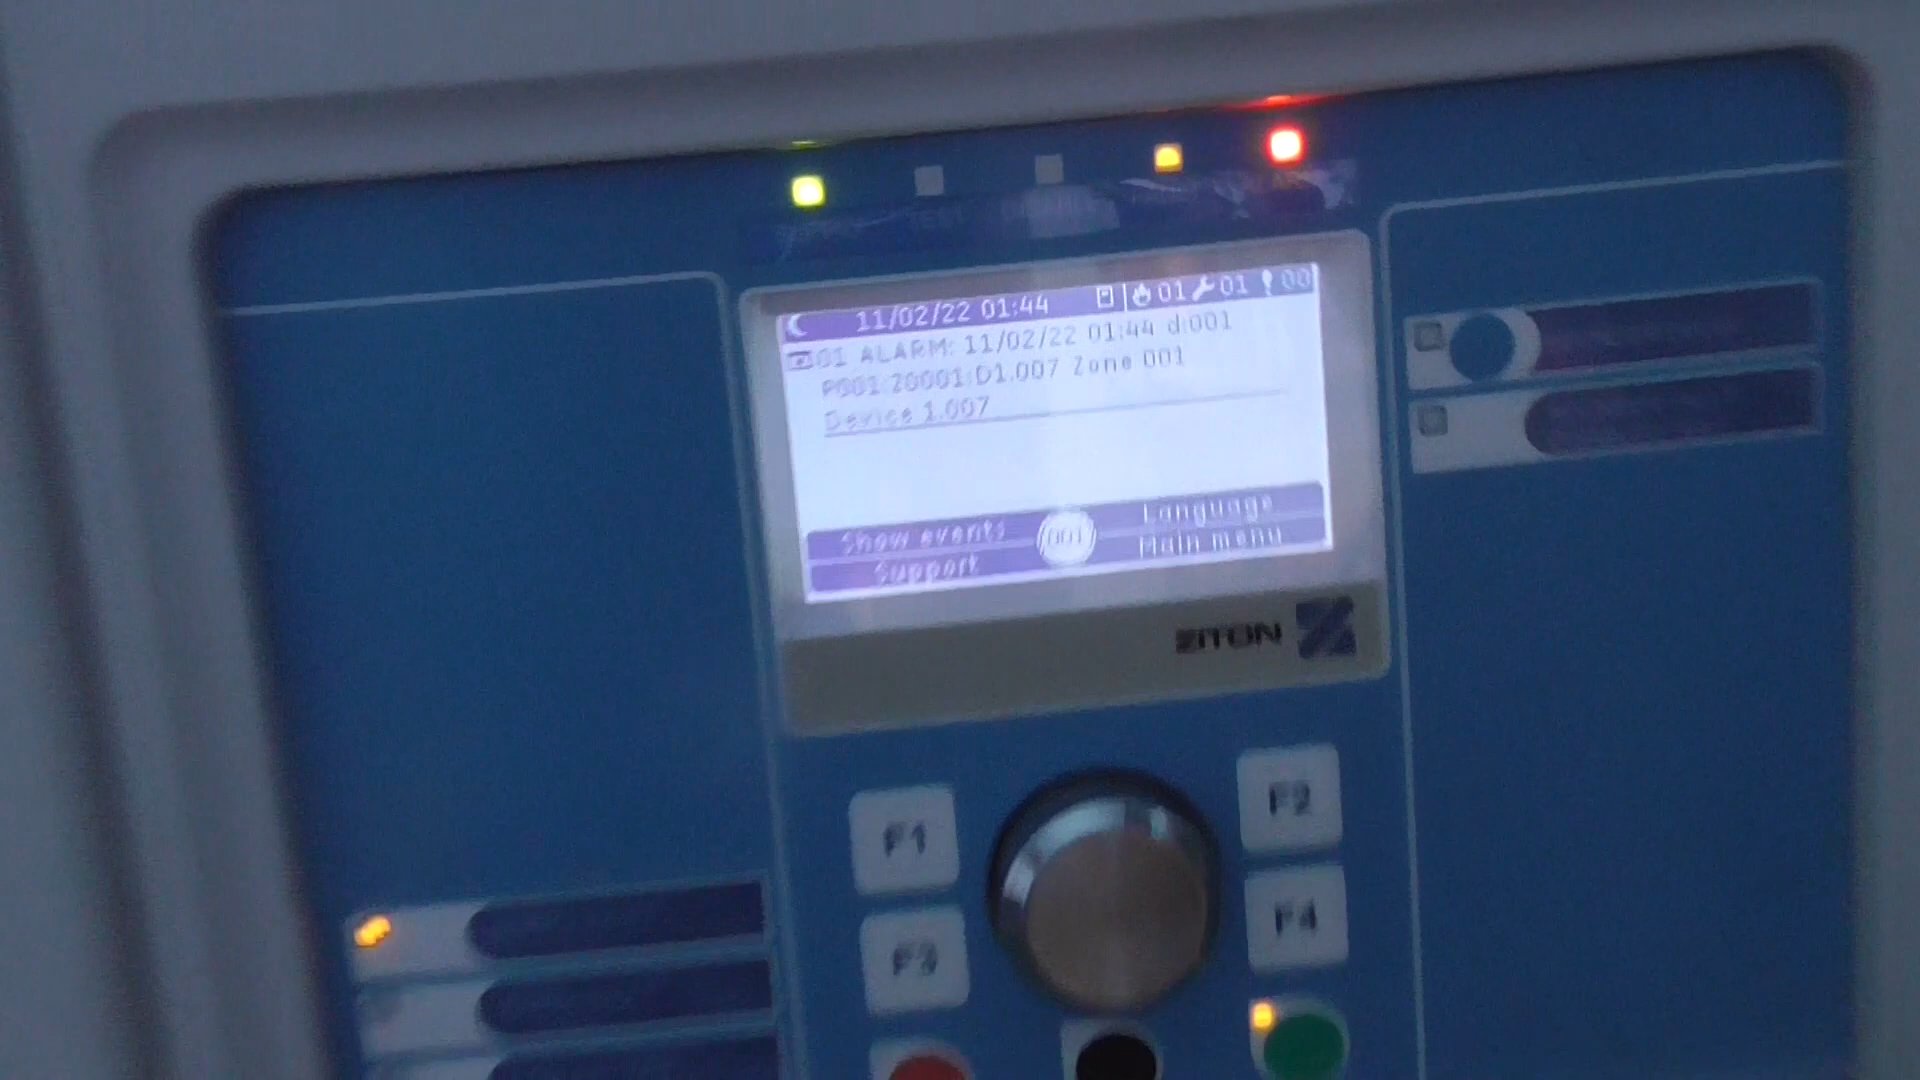 11/02/22 01:44 01 01 00
01 ALARM: 11/02/22 01:44 d:001
P001:20001:D1.007 Zone 001
Device 1.007
Show events 001 Language
Support Main menu
ZITON
F1 F2
F3 F4